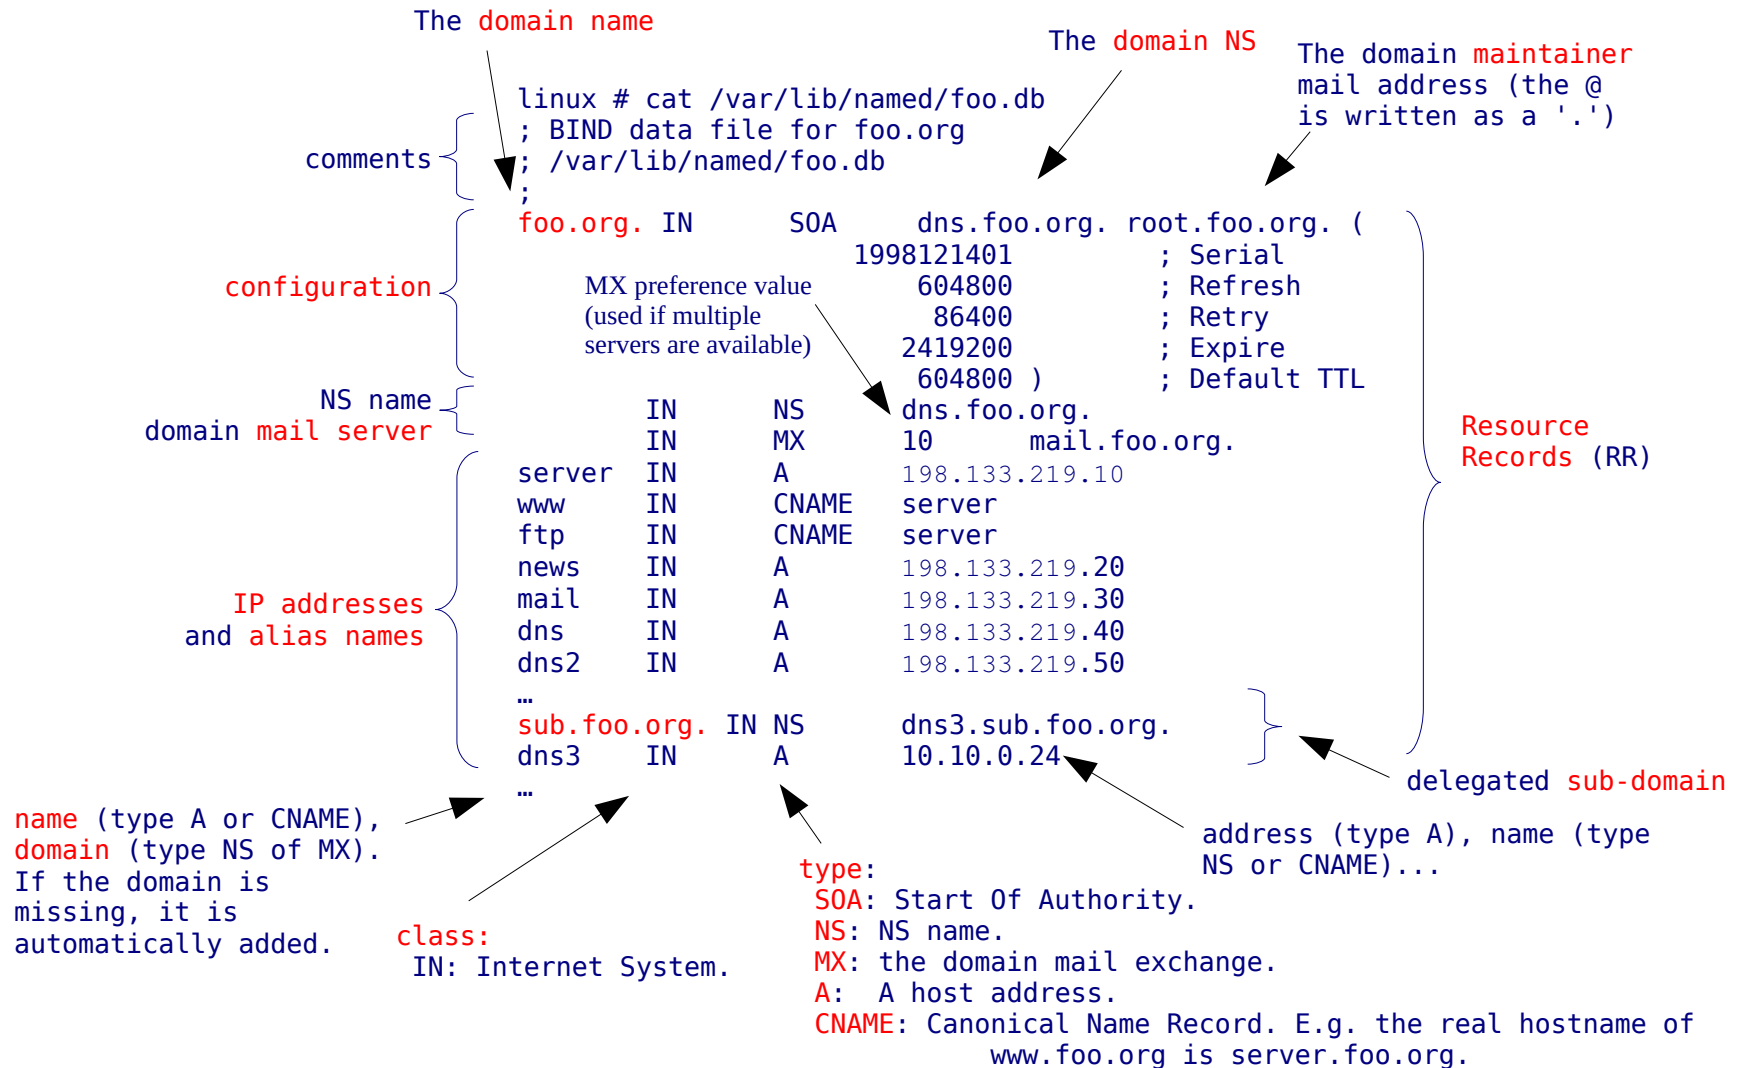 The domain name
The domain NS
The domain maintainer
mail address (the @
is written as a '.')
linux # cat /var/lib/named/foo.db
; BIND data file for foo.org
; /var/lib/named/foo.db
;
comments
foo.org. IN SOA dns.foo.org. root.foo.org. (
1998121401 ; Serial
604800 ; Refresh
86400 ; Retry
2419200 ; Expire
604800 ) ; Default TTL
configuration
MX preference value
(used if multiple
servers are available)
NS name
domain mail server
IN NS dns.foo.org.
IN MX 10 mail.foo.org.
server IN A 198.133.219.10
www IN CNAME server
ftp IN CNAME server
news IN A 198.133.219.20
mail IN A 198.133.219.30
dns IN A 198.133.219.40
dns2 IN A 198.133.219.50
…
sub.foo.org. IN NS dns3.sub.foo.org.
dns3 IN A 10.10.0.24
…
IP addresses
and alias names
Resource
Records (RR)
delegated sub-domain
name (type A or CNAME),
domain (type NS of MX).
If the domain is
missing, it is
automatically added.
class:
IN: Internet System.
type:
SOA: Start Of Authority.
NS: NS name.
MX: the domain mail exchange.
A: A host address.
CNAME: Canonical Name Record. E.g. the real hostname of
www.foo.org is server.foo.org.
address (type A), name (type
NS or CNAME)...